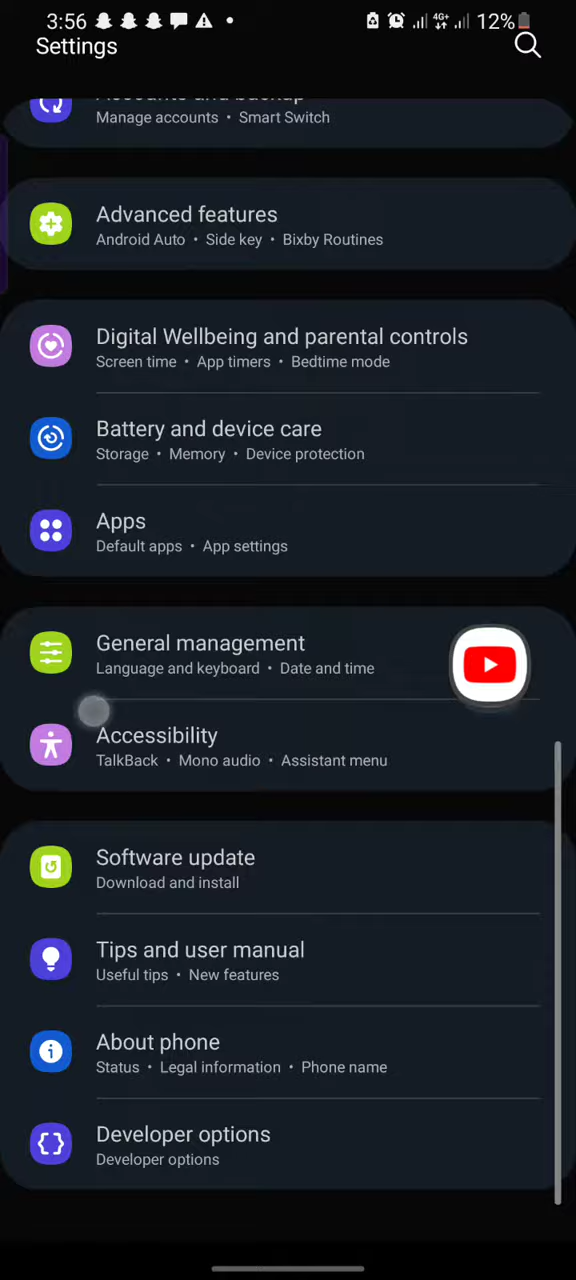 3:56
12%
Settings
Accounts and backup
Manage accounts • Smart Switch
Advanced features
Android Auto • Side key • Bixby Routines
Digital Wellbeing and parental controls
Screen time • App timers • Bedtime mode
Battery and device care
Storage • Memory • Device protection
Apps
Default apps • App settings
General management
Language and keyboard • Date and time
Accessibility
TalkBack • Mono audio • Assistant menu
Software update
Download and install
Tips and user manual
Useful tips • New features
About phone
Status • Legal information • Phone name
Developer options
Developer options